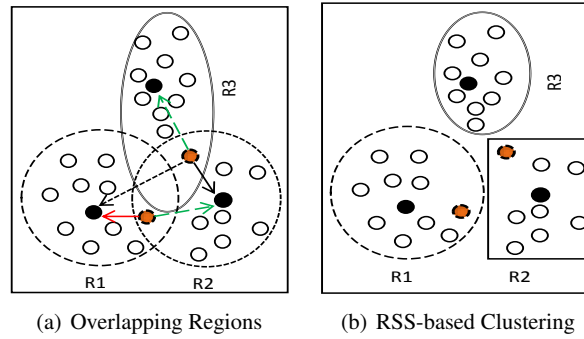 R3
R1
R2
R3
R1
R2
(a) Overlapping Regions
(b) RSS-based Clustering